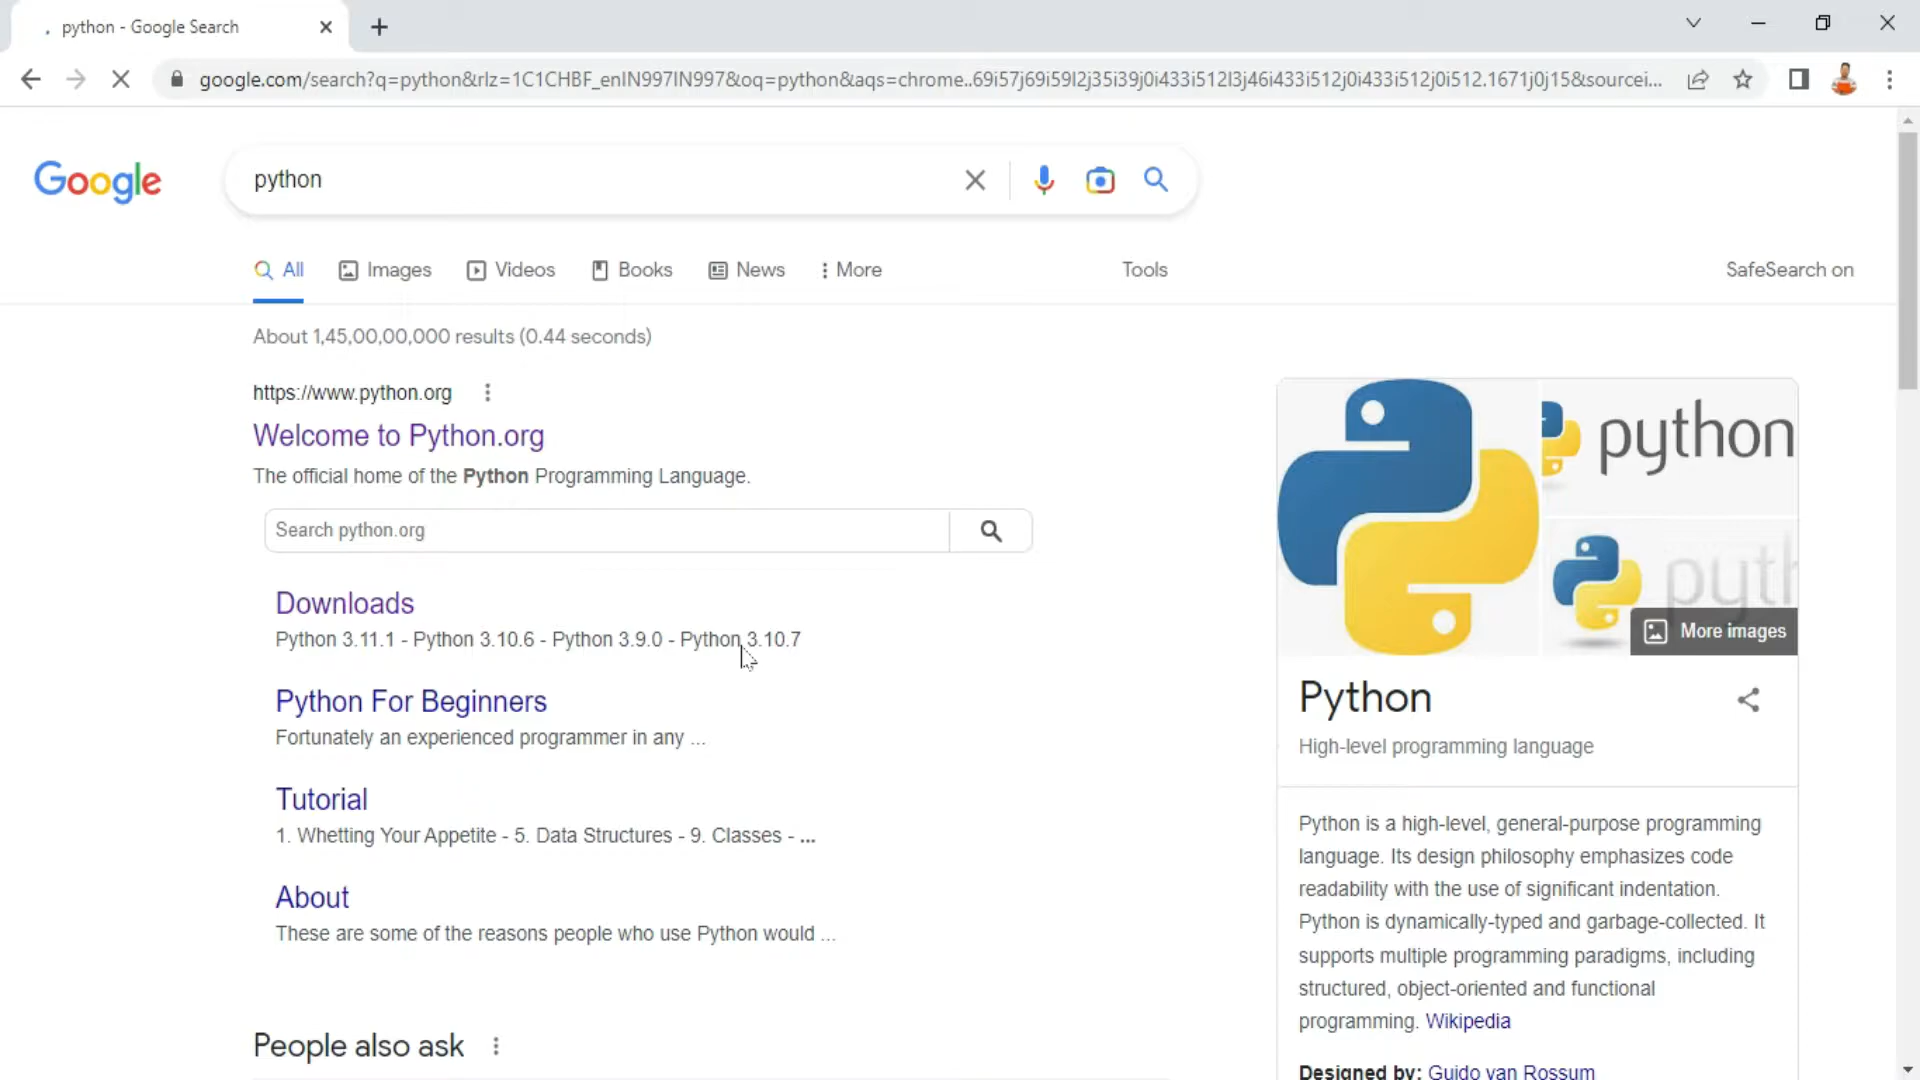 python - Google Search
google.com/search?q=python&rlz=1C1CHBF_enIN997IN997&oq=python&aqs=chrome..69i57j69i59l2j35i39j0i433i512l3j46i433i512j0i433i512j0i512.1671j0j15&sourcei...
Google
python
All Images Videos Books News More Tools SafeSearch on
About 1,45,00,00,000 results (0.44 seconds)
https://www.python.org
Welcome to Python.org
The official home of the Python Programming Language.
Search python.org
Downloads
Python 3.11.1 - Python 3.10.6 - Python 3.9.0 - Python 3.10.7
Python For Beginners
Fortunately an experienced programmer in any ...
Tutorial
1. Whetting Your Appetite - 5. Data Structures - 9. Classes - ...
About
These are some of the reasons people who use Python would ...
People also ask
python
pyth
More images
Python
High-level programming language
Python is a high-level, general-purpose programming
language. Its design philosophy emphasizes code
readability with the use of significant indentation.
Python is dynamically-typed and garbage-collected. It
supports multiple programming paradigms, including
structured, object-oriented and functional
programming. Wikipedia
Designed by: Guido van Rossum